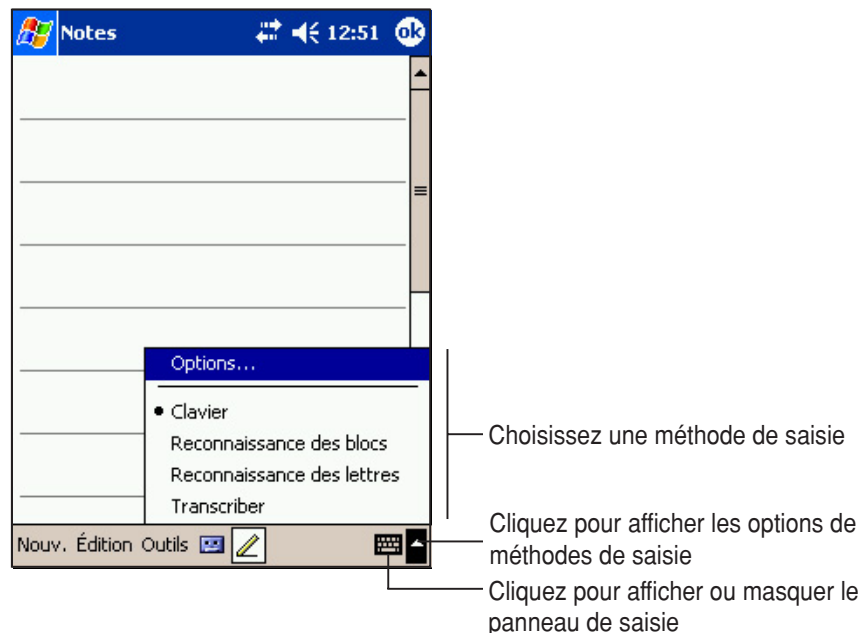 Notes 12:51 ok
Options...
Clavier
Reconnaissance des blocs
Reconnaissance des lettres
Transcriber
Nouv. Édition Outils
Choisissez une méthode de saisie
Cliquez pour afficher les options de
méthodes de saisie
Cliquez pour afficher ou masquer le
panneau de saisie